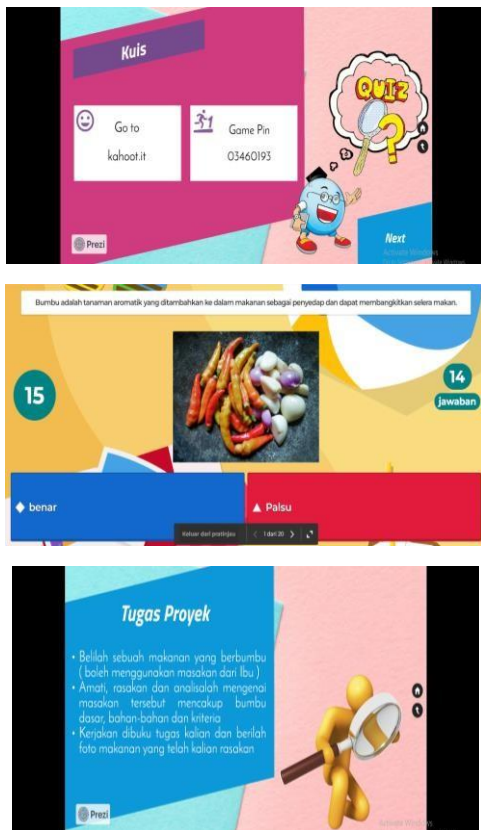 Kuis
Go to
kahoot.it
Game Pin
03460193
QUIZ
Prezi
Next
Activate Windows
Bumbu adalah tanaman aromatik yang ditambahkan ke dalam makanan sebagai penyedap dan dapat membangkitkan selera makan.
15
14
jawaban
benar
Palsu
Keluar dari pratinjau
1 dari 20
Tugas Proyek
• Belilah sebuah makanan yang berbumbu
( boleh menggunakan masakan dari Ibu )
• Amati, rasakan dan analisalah mengenai
masakan tersebut mencakup bumbu
dasar, bahan-bahan dan kriteria
• Kerjakan dibuku tugas kalian dan berilah
foto makanan yang telah kalian rasakan
Prezi
Activate Windows